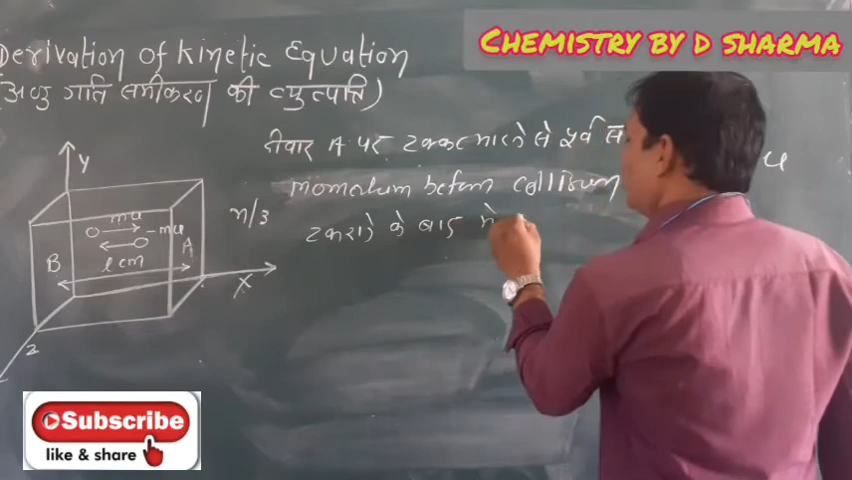 CHEMISTRY BY D SHARMA
Derivation of Kinetic Equation
(अणु गति समीकरण की व्युत्पत्ति)
दीवार A पर टक्कर मारने से पूर्व
momentum before collision
टकराने के बाद
y
mu
-mu
B
A
l cm
n/3
X
z
u
Subscribe
like & share